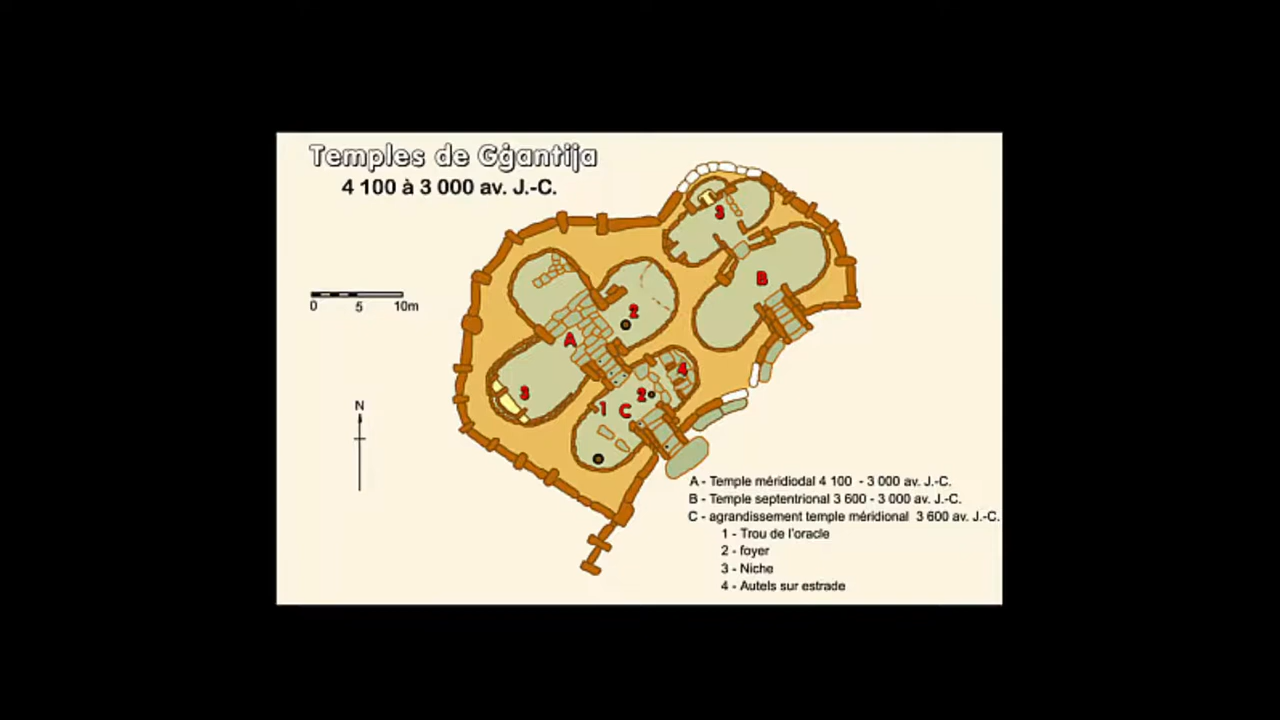 Temples de Gġantija
4 100 à 3 000 av. J.-C.
3
B
2
A
0 5 10m
4
3
2
1
C
N
A - Temple méridiodal 4 100 - 3 000 av. J.-C.
B - Temple septentrional 3 600 - 3 000 av. J.-C.
C - agrandissement temple méridional 3 600 av. J.-C.
1 - Trou de l'oracle
2 - foyer
3 - Niche
4 - Autels sur estrade